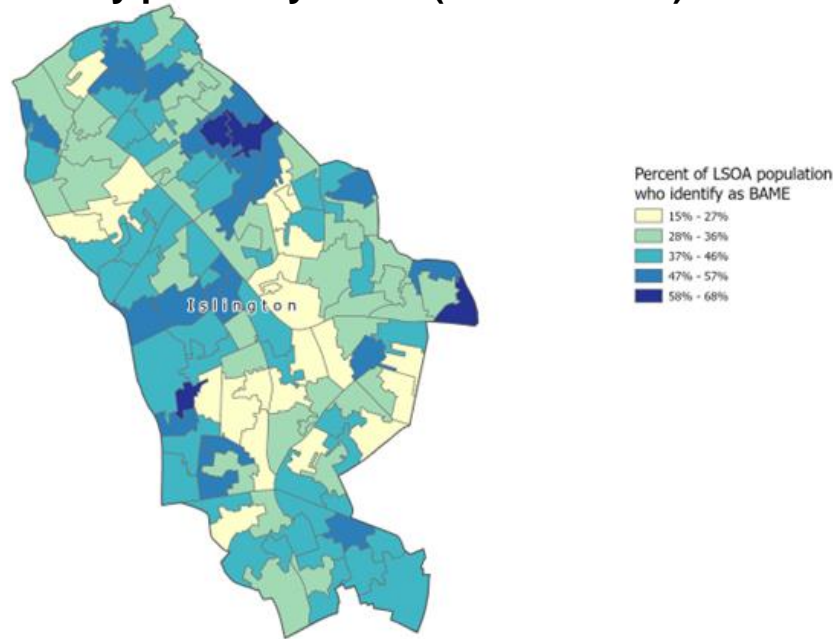 Percent of LSOA population
who identify as BAME
15% - 27%
28% - 36%
37% - 46%
47% - 57%
58% - 68%
Islington